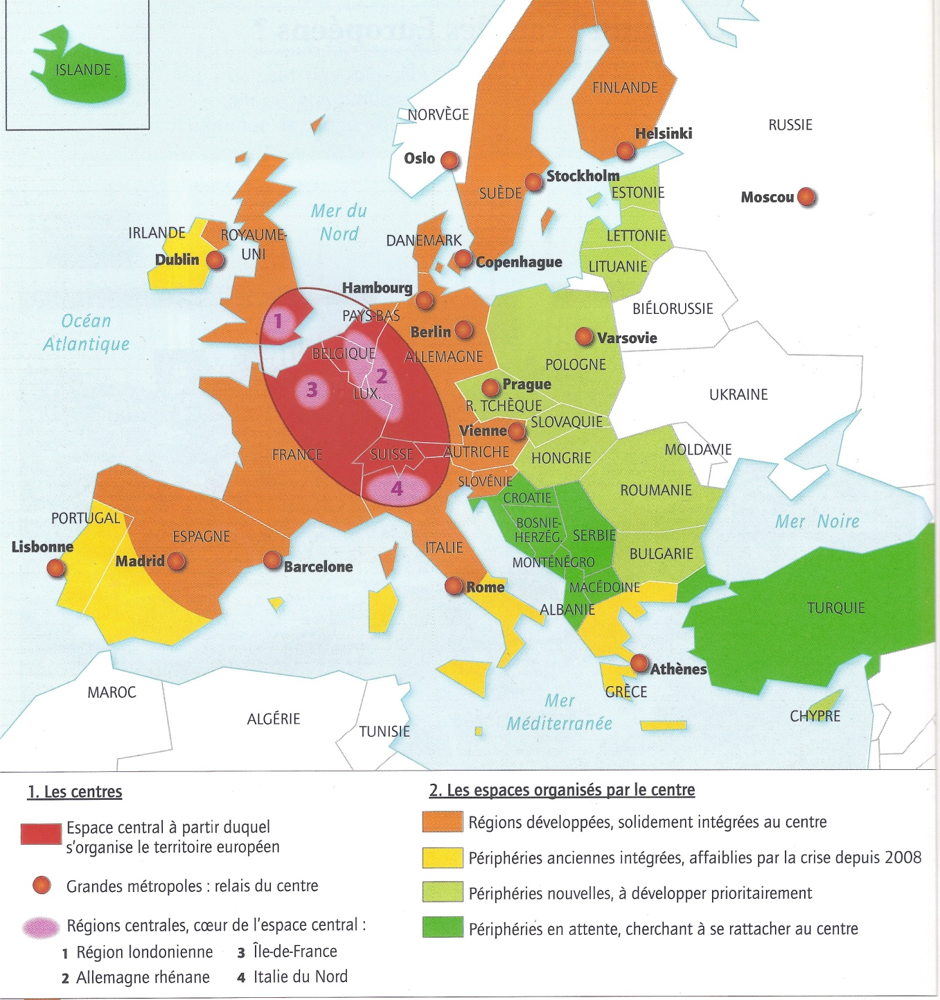 ISLANDE
FINLANDE
NORVÈGE
RUSSIE
Helsinki
Oslo
Stockholm
SUÈDE
ESTONIE
Moscou
Mer du
Nord
IRLANDE
ROYAUME-
UNI
DANEMARK
LETTONIE
Dublin
Copenhague
LITUANIE
Hambourg
BIÉLORUSSIE
PAYS-BAS
Océan
Atlantique
1
Berlin
Varsovie
BELGIQUE
ALLEMAGNE
POLOGNE
2
3
LUX.
Prague
R. TCHÈQUE
UKRAINE
SLOVAQUIE
Vienne
FRANCE
SUISSE
AUTRICHE
HONGRIE
MOLDAVIE
4
SLOVÉNIE
CROATIE
ROUMANIE
PORTUGAL
ESPAGNE
BOSNIE-
HERZÉG.
SERBIE
Mer Noire
Lisbonne
Madrid
Barcelone
ITALIE
MONTÉNÉGRO
BULGARIE
Rome
MACÉDOINE
ALBANIE
TURQUIE
Athènes
GRÈCE
MAROC
ALGÉRIE
TUNISIE
Mer
Méditerranée
CHYPRE
1. Les centres
Espace central à partir duquel
s'organise le territoire européen
Grandes métropoles : relais du centre
Régions centrales, cœur de l'espace central :
1 Région londonienne
3 Île-de-France
2 Allemagne rhénane
4 Italie du Nord
2. Les espaces organisés par le centre
Régions développées, solidement intégrées au centre
Périphéries anciennes intégrées, affaiblies par la crise depuis 2008
Périphéries nouvelles, à développer prioritairement
Périphéries en attente, cherchant à se rattacher au centre